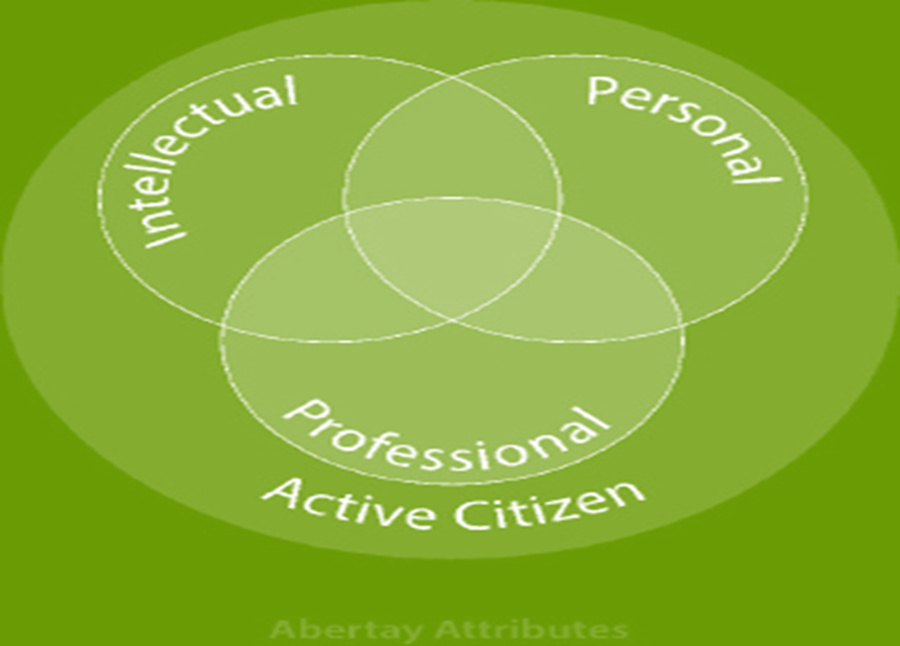 Intellectual
Personal
Professional
Active Citizen
Abertay Attributes